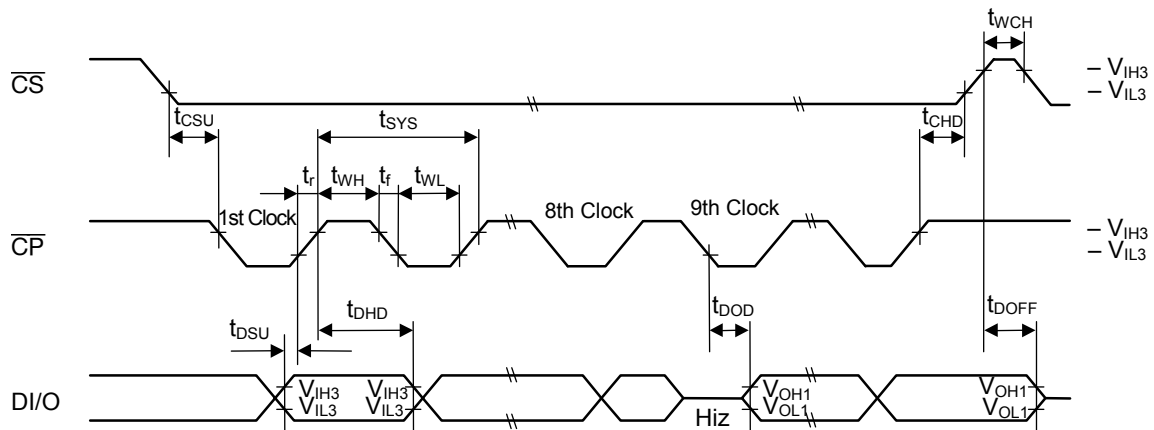 tWCH
CS
– VIH3
– VIL3
tCSU
tSYS
tCHD
tr
tWH
tf
tWL
1st Clock
8th Clock
9th Clock
CP
– VIH3
– VIL3
tDSU
tDHD
tDOD
tDOFF
DI/O
VIH3
VIH3
VOH1
VOH1
VIL3
VIL3
VOL1
VOL1
Hiz